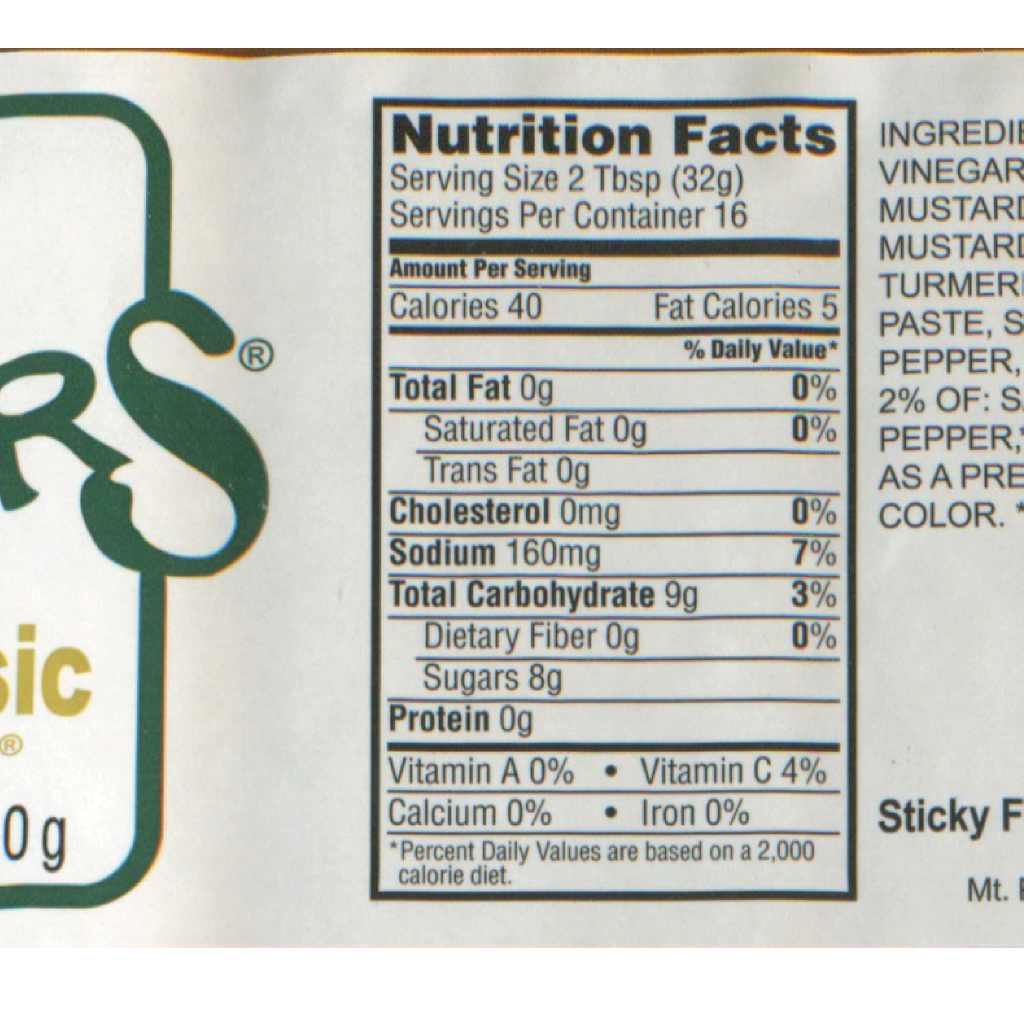 RS®
sic
®
0 g
Nutrition Facts
Serving Size 2 Tbsp (32g)
Servings Per Container 16
Amount Per Serving
Calories 40 Fat Calories 5
% Daily Value*
Total Fat 0g 0%
Saturated Fat 0g 0%
Trans Fat 0g
Cholesterol 0mg 0%
Sodium 160mg 7%
Total Carbohydrate 9g 3%
Dietary Fiber 0g 0%
Sugars 8g
Protein 0g
Vitamin A 0% • Vitamin C 4%
Calcium 0% • Iron 0%
*Percent Daily Values are based on a 2,000
calorie diet.
INGREDIE
VINEGAR
MUSTARD
MUSTARD
TURMERI
PASTE, S
PEPPER,
2% OF: S
PEPPER,*
AS A PRE
COLOR. *
Sticky F
Mt.